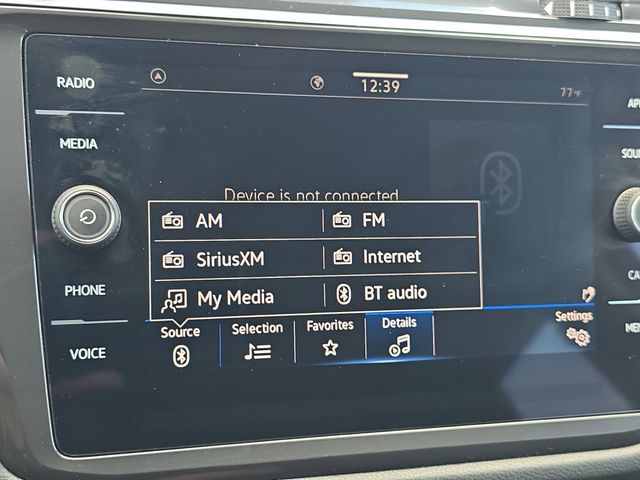 RADIO
12:39
77°F
MEDIA
Device is not connected
AM
FM
SiriusXM
Internet
My Media
BT audio
PHONE
VOICE
Source
Selection
Favorites
Details
Settings